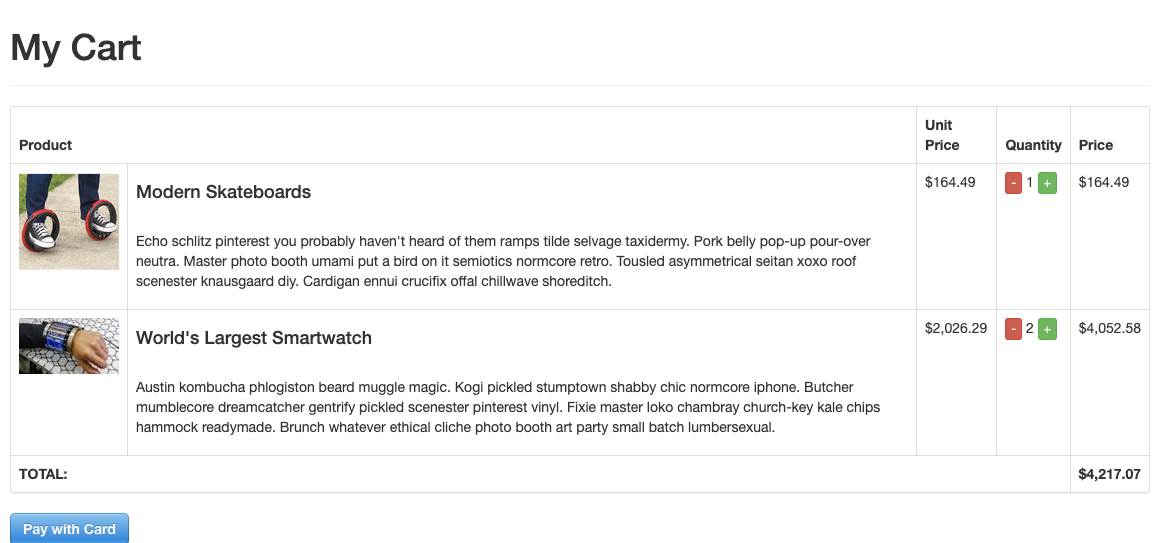 My Cart
Product
Unit
Price
Quantity
Price
Modern Skateboards
$164.49
- 1 +
$164.49
Echo schlitz pinterest you probably haven't heard of them ramps tilde selvage taxidermy. Pork belly pop-up pour-over
neutra. Master photo booth umami put a bird on it semiotics normcore retro. Tousled asymmetrical seitan xoxo roof
scenester knausgaard diy. Cardigan ennui crucifix offal chillwave shoreditch.
World's Largest Smartwatch
$2,026.29
- 2 +
$4,052.58
Austin kombucha phlogiston beard muggle magic. Kogi pickled stumptown shabby chic normcore iphone. Butcher
mumblecore dreamcatcher gentrify pickled scenester pinterest vinyl. Fixie master loko chambray church-key kale chips
hammock readymade. Brunch whatever ethical cliche photo booth art party small batch lumbersexual.
TOTAL:
$4,217.07
Pay with Card